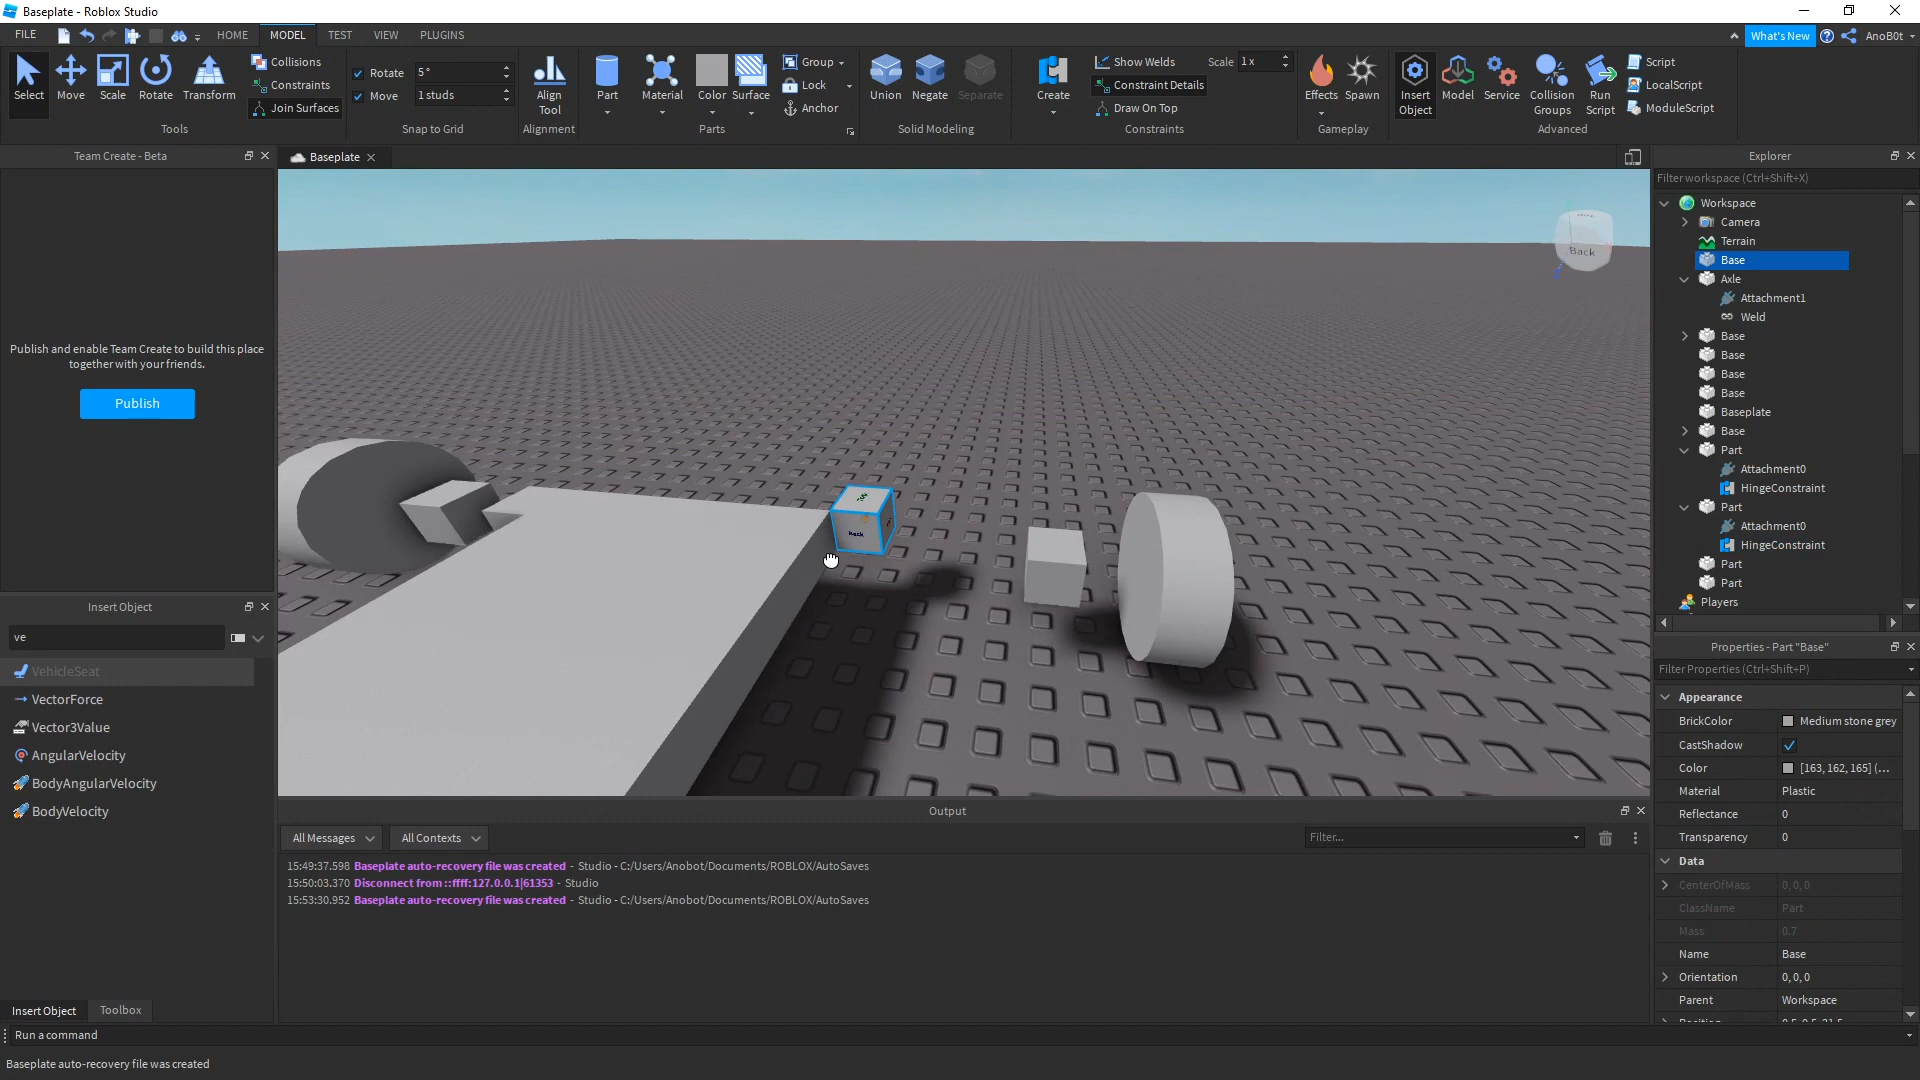 Baseplate - Roblox Studio
FILE HOME MODEL TEST VIEW PLUGINS What's New AnoB0t
Select Move Scale Rotate Transform
Collisions
Constraints
Join Surfaces
Tools
Rotate 5°
Move 1 studs
Snap to Grid
Align Tool
Alignment
Part Material Color Surface
Group
Lock
Anchor
Parts
Union Negate Separate
Solid Modeling
Create
Show Welds Scale 1 x
Constraint Details
Draw On Top
Constraints
Effects Spawn
Gameplay
Insert Object Model Service Collision Groups Run Script
Script
LocalScript
ModuleScript
Advanced
Team Create - Beta
Publish and enable Team Create to build this place
together with your friends.
Publish
Baseplate
Back
Top
Back
Explorer
Filter workspace (Ctrl+Shift+X)
Workspace
Camera
Terrain
Base
Axle
Attachment1
Weld
Base
Base
Base
Base
Baseplate
Base
Part
Attachment0
HingeConstraint
Part
Attachment0
HingeConstraint
Part
Part
Players
Insert Object
ve
VehicleSeat
VectorForce
Vector3Value
AngularVelocity
BodyAngularVelocity
BodyVelocity
Insert Object Toolbox
Output
All Messages All Contexts Filter...
15:49:37.598 Baseplate auto-recovery file was created - Studio - C:/Users/Anobot/Documents/ROBLOX/AutoSaves
15:50:03.370 Disconnect from ::ffff:127.0.0.1|61353 - Studio
15:53:30.952 Baseplate auto-recovery file was created - Studio - C:/Users/Anobot/Documents/ROBLOX/AutoSaves
Properties - Part "Base"
Filter Properties (Ctrl+Shift+P)
Appearance
BrickColor Medium stone grey
CastShadow
Color [163, 162, 165] (...
Material Plastic
Reflectance 0
Transparency 0
Data
CenterOfMass 0, 0, 0
ClassName Part
Mass 0.7
Name Base
Orientation 0, 0, 0
Parent Workspace
Run a command
Baseplate auto-recovery file was created